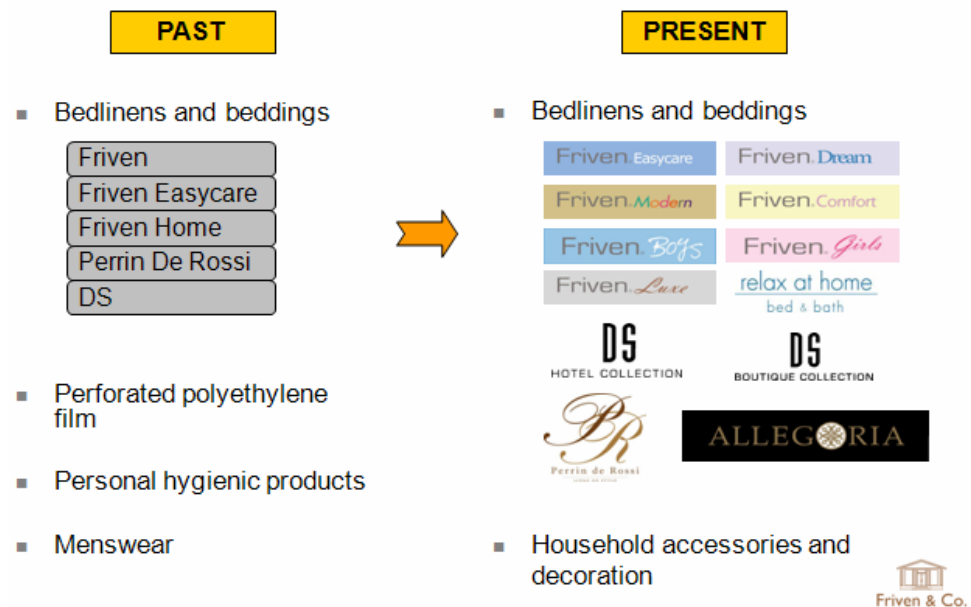 PAST
Bedlinens and beddings
Friven
Friven Easycare
Friven Home
Perrin De Rossi
DS
Perforated polyethylene
film
Personal hygienic products
Menswear
PRESENT
Bedlinens and beddings
Friven. Easycare
Friven. Dream
Friven. Modern
Friven. Comfort
Friven. Boys
Friven. Girls
Friven. Luxe
relax at home
bed & bath
DS
HOTEL COLLECTION
DS
BOUTIQUE COLLECTION
PR
Perrin de Rossi
ALLEGORIA
Household accessories and
decoration
Friven & Co.